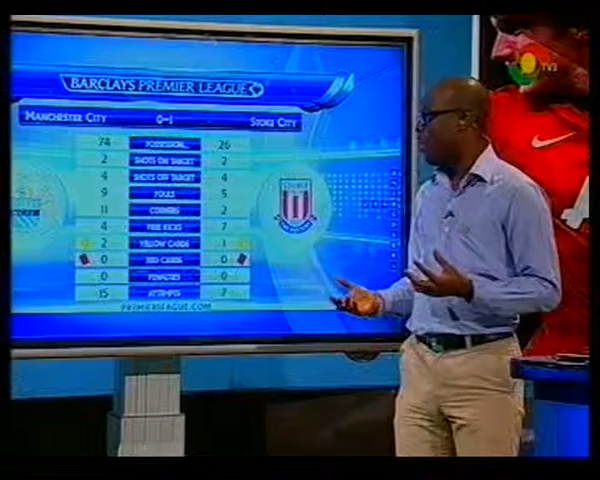 BARCLAYS PREMIER LEAGUE
MANCHESTER CITY 0-1 STOKE CITY
74 POSSESSION 26
2 SHOTS ON TARGET 2
4 SHOTS OFF TARGET 4
9 FOULS 5
11 CORNERS 2
4 FREE KICKS 7
2 YELLOW CARDS 1
0 RED CARDS 0
0 PENALTIES 0
15 ATTEMPTS 7
PREMIERLEAGUE.COM
TV3